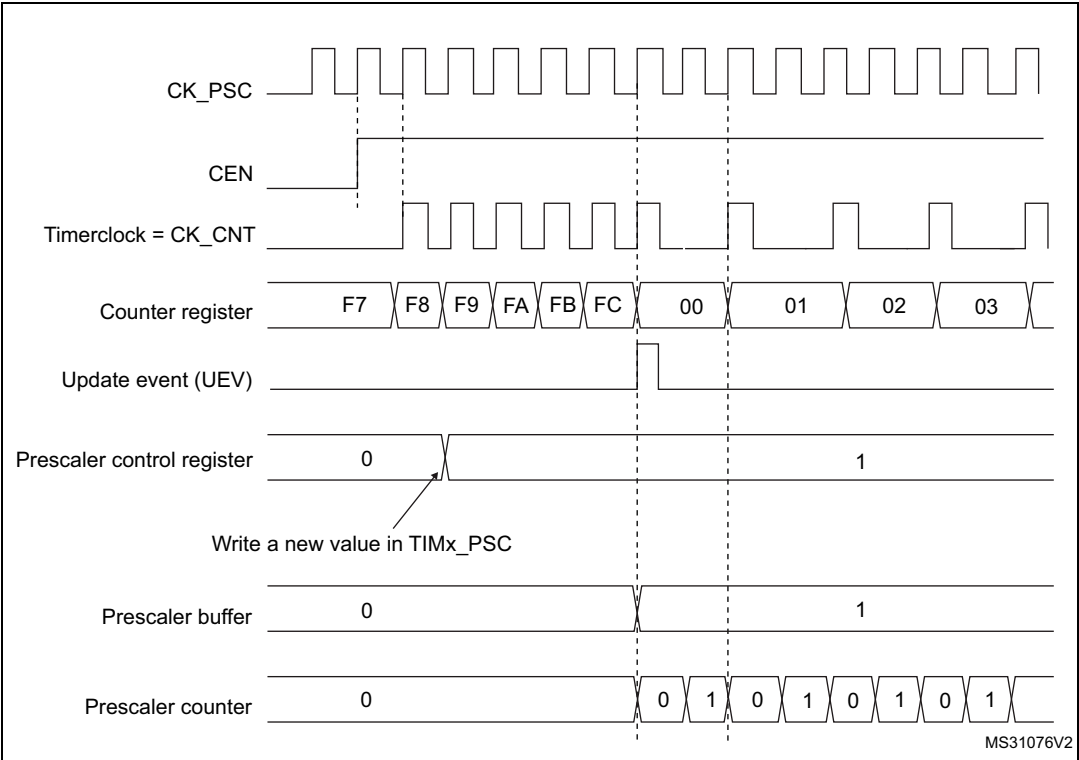 CK_PSC
CEN
Timerclock = CK_CNT
Counter register F7 F8 F9 FA FB FC 00 01 02 03
Update event (UEV)
Prescaler control register 0 1
Write a new value in TIMx_PSC
Prescaler buffer 0 1
Prescaler counter 0 0 1 0 1 0 1 0 1
MS31076V2